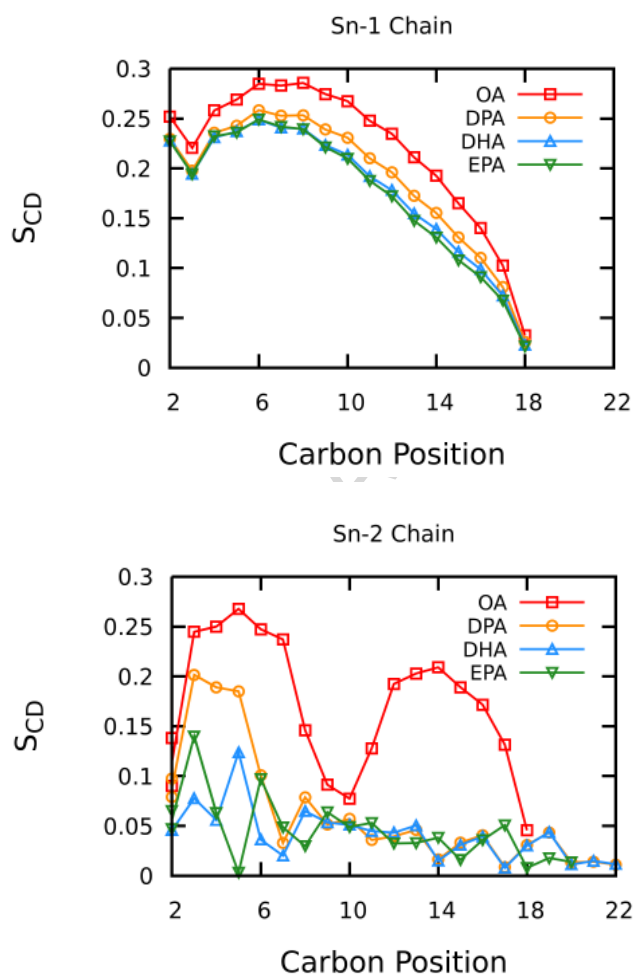 Sn-1 Chain
0.3
0.25
0.2
0.15
0.1
0.05
0
S_CD
OA
DPA
DHA
EPA
2 6 10 14 18 22
Carbon Position
Sn-2 Chain
0.3
0.25
0.2
0.15
0.1
0.05
0
S_CD
OA
DPA
DHA
EPA
2 6 10 14 18 22
Carbon Position